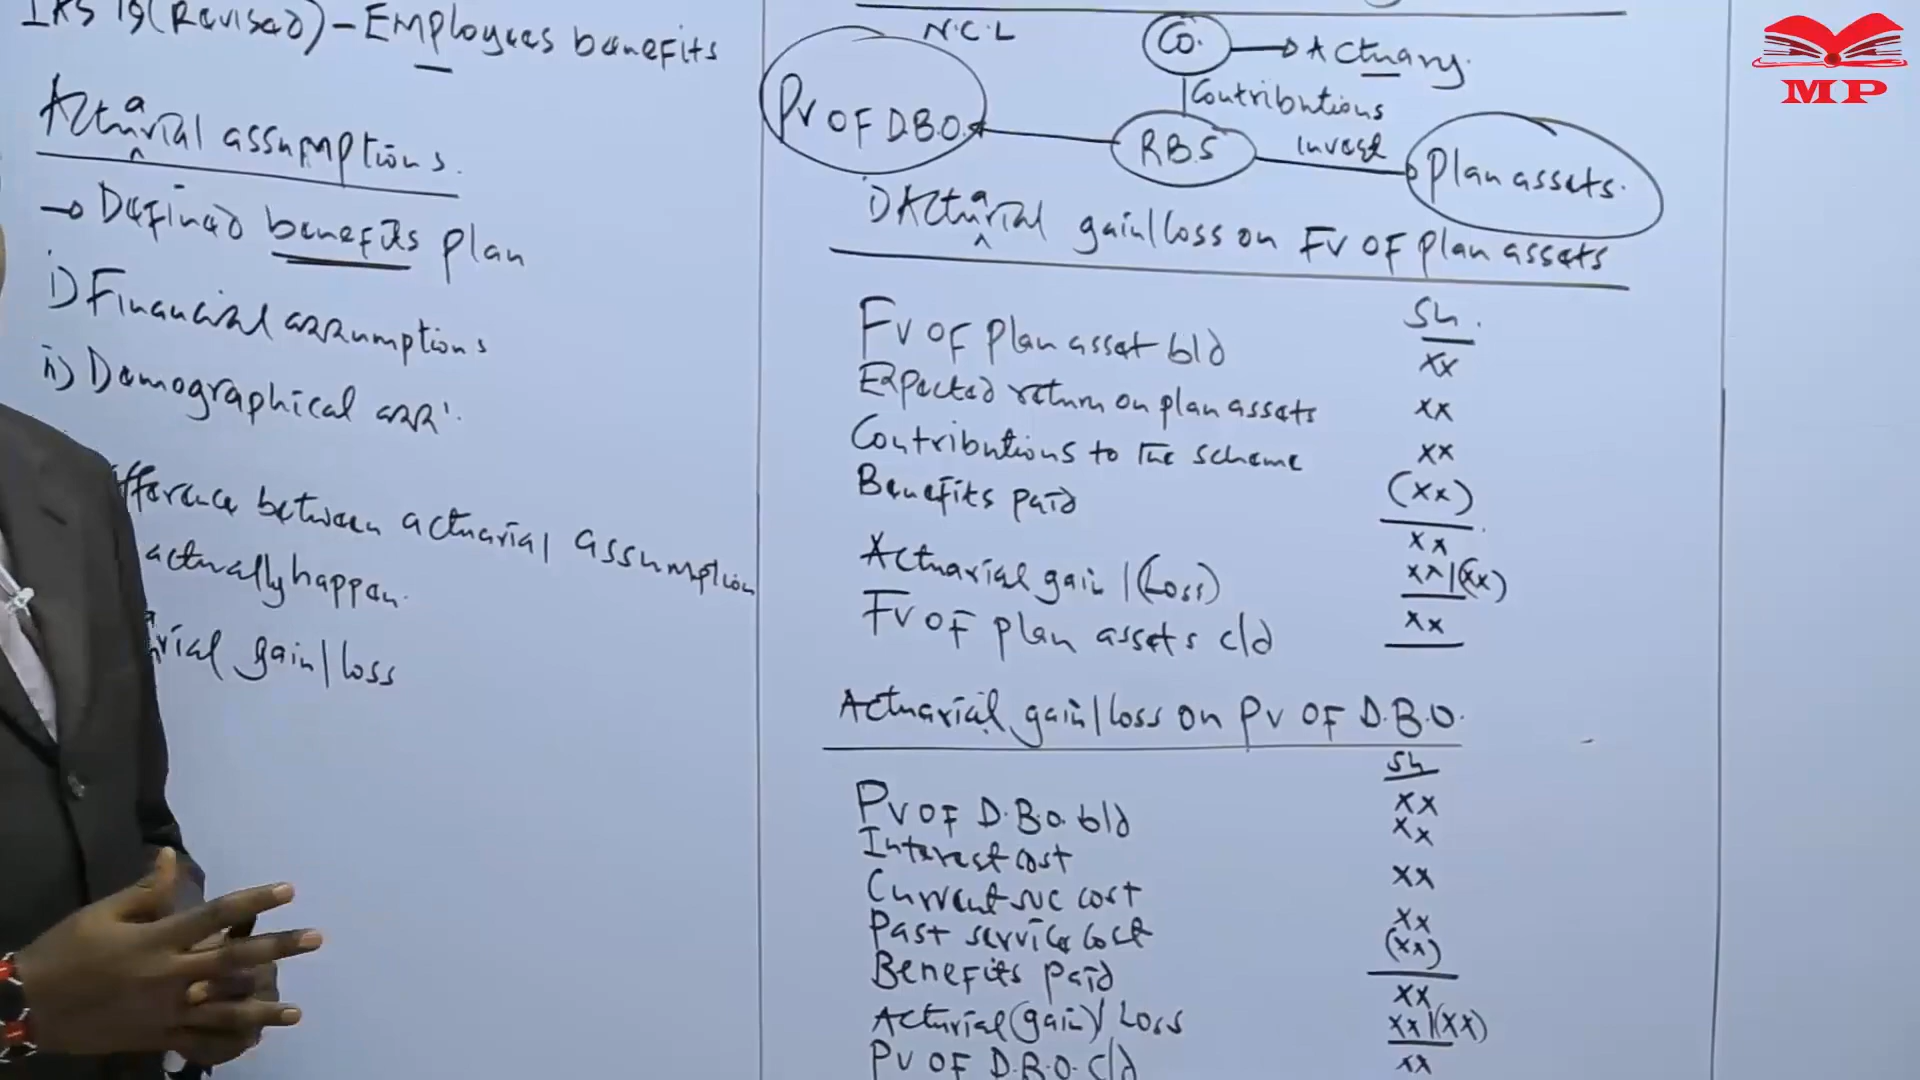 IAS 19 (Revised) - Employees benefits
Actuarial assumptions.
→ Defined benefits plan
i) Financial assumptions
ii) Demographical ass'.
fference between actuarial assumption
actually happen.
rial gain/loss
N.C.L
Co. → Actuary.
Contributions
PV OF D.B.O.
RBS
invest
Plan assets.
i) Actuarial gain/loss on FV OF plan assets
Sh.
FV OF plan asset b/d xx
Expected return on plan assets xx
Contributions to the scheme xx
Benefits paid (xx)
xx
Actuarial gain/(Loss) xx/(xx)
FV OF plan assets c/d xx
Actuarial gain/loss on PV OF D.B.O.
Sh
PV OF D.B.O. b/d xx
Interest cost xx
Current svc cost xx
Past service cost xx
Benefits paid (xx)
xx
Acturial (gain)/Loss xx/(xx)
PV OF D.B.O. c/d xx
MP